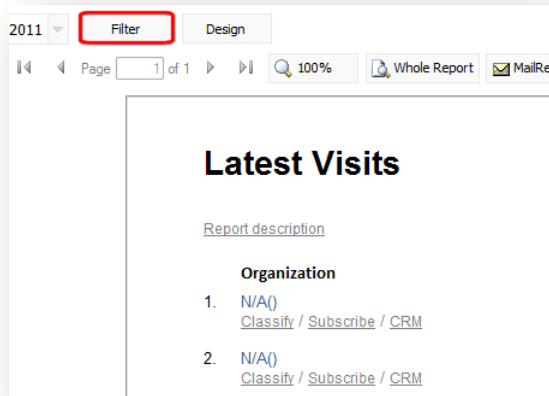 2011 Filter Design
Page 1 of 1 100% Whole Report MailRe
Latest Visits
Report description
Organization
1. N/A()
Classify / Subscribe / CRM
2. N/A()
Classify / Subscribe / CRM